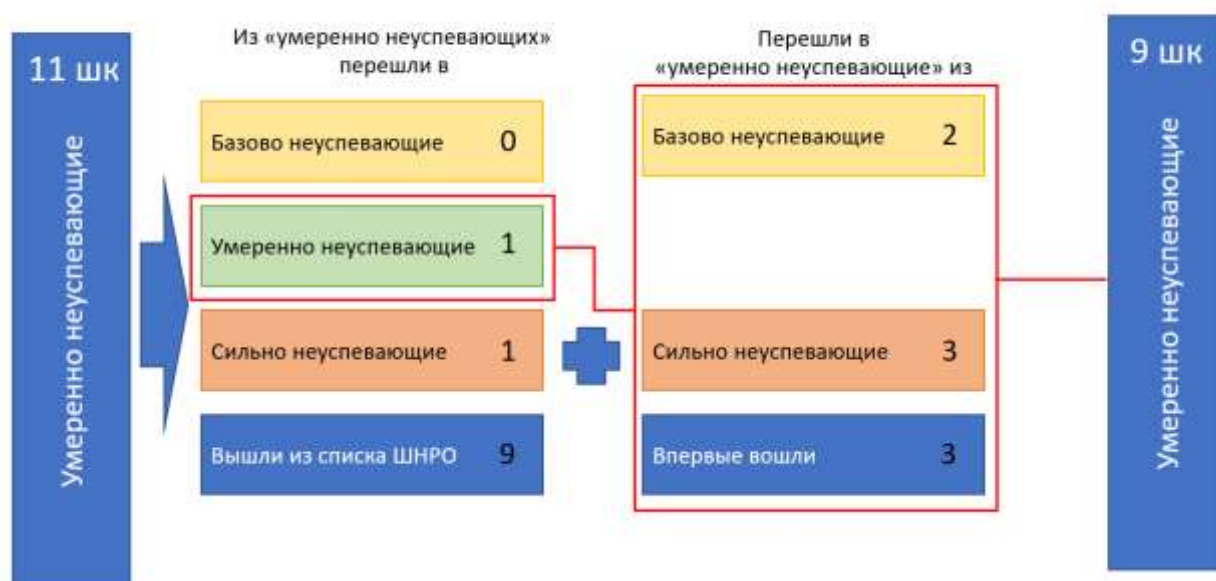 11 шк
Умеренно неуспевающие
Из «умеренно неуспевающих»
перешли в
Базово неуспевающие 0
Умеренно неуспевающие 1
Сильно неуспевающие 1
Вышли из списка ШНРО 9
Перешли в
«умеренно неуспевающие» из
Базово неуспевающие 2
Сильно неуспевающие 3
Впервые вошли 3
9 шк
Умеренно неуспевающие